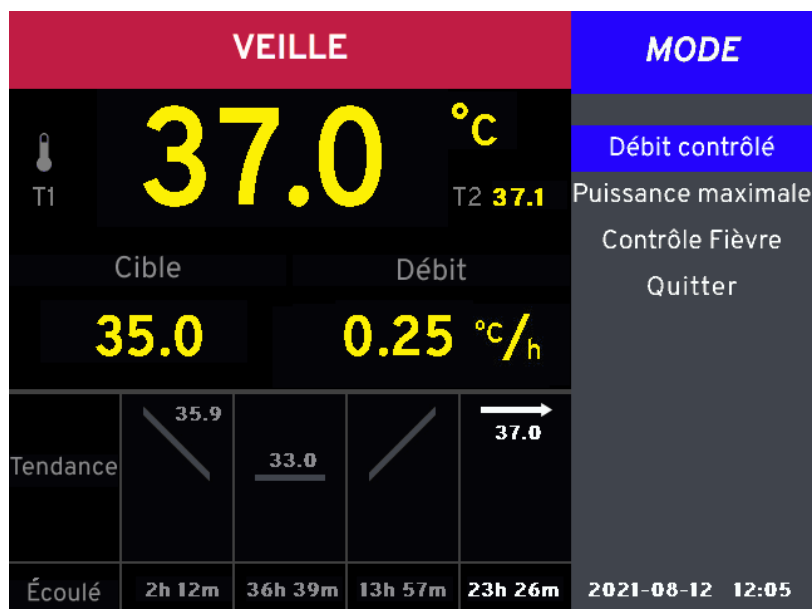 VEILLE
MODE
37.0 °C
T1
T2 37.1
Cible
Débit
35.0
0.25 °C/h
Débit contrôlé
Puissance maximale
Contrôle Fièvre
Quitter
Tendance
35.9
33.0
37.0
Écoulé
2h 12m
36h 39m
13h 57m
23h 26m
2021-08-12 12:05